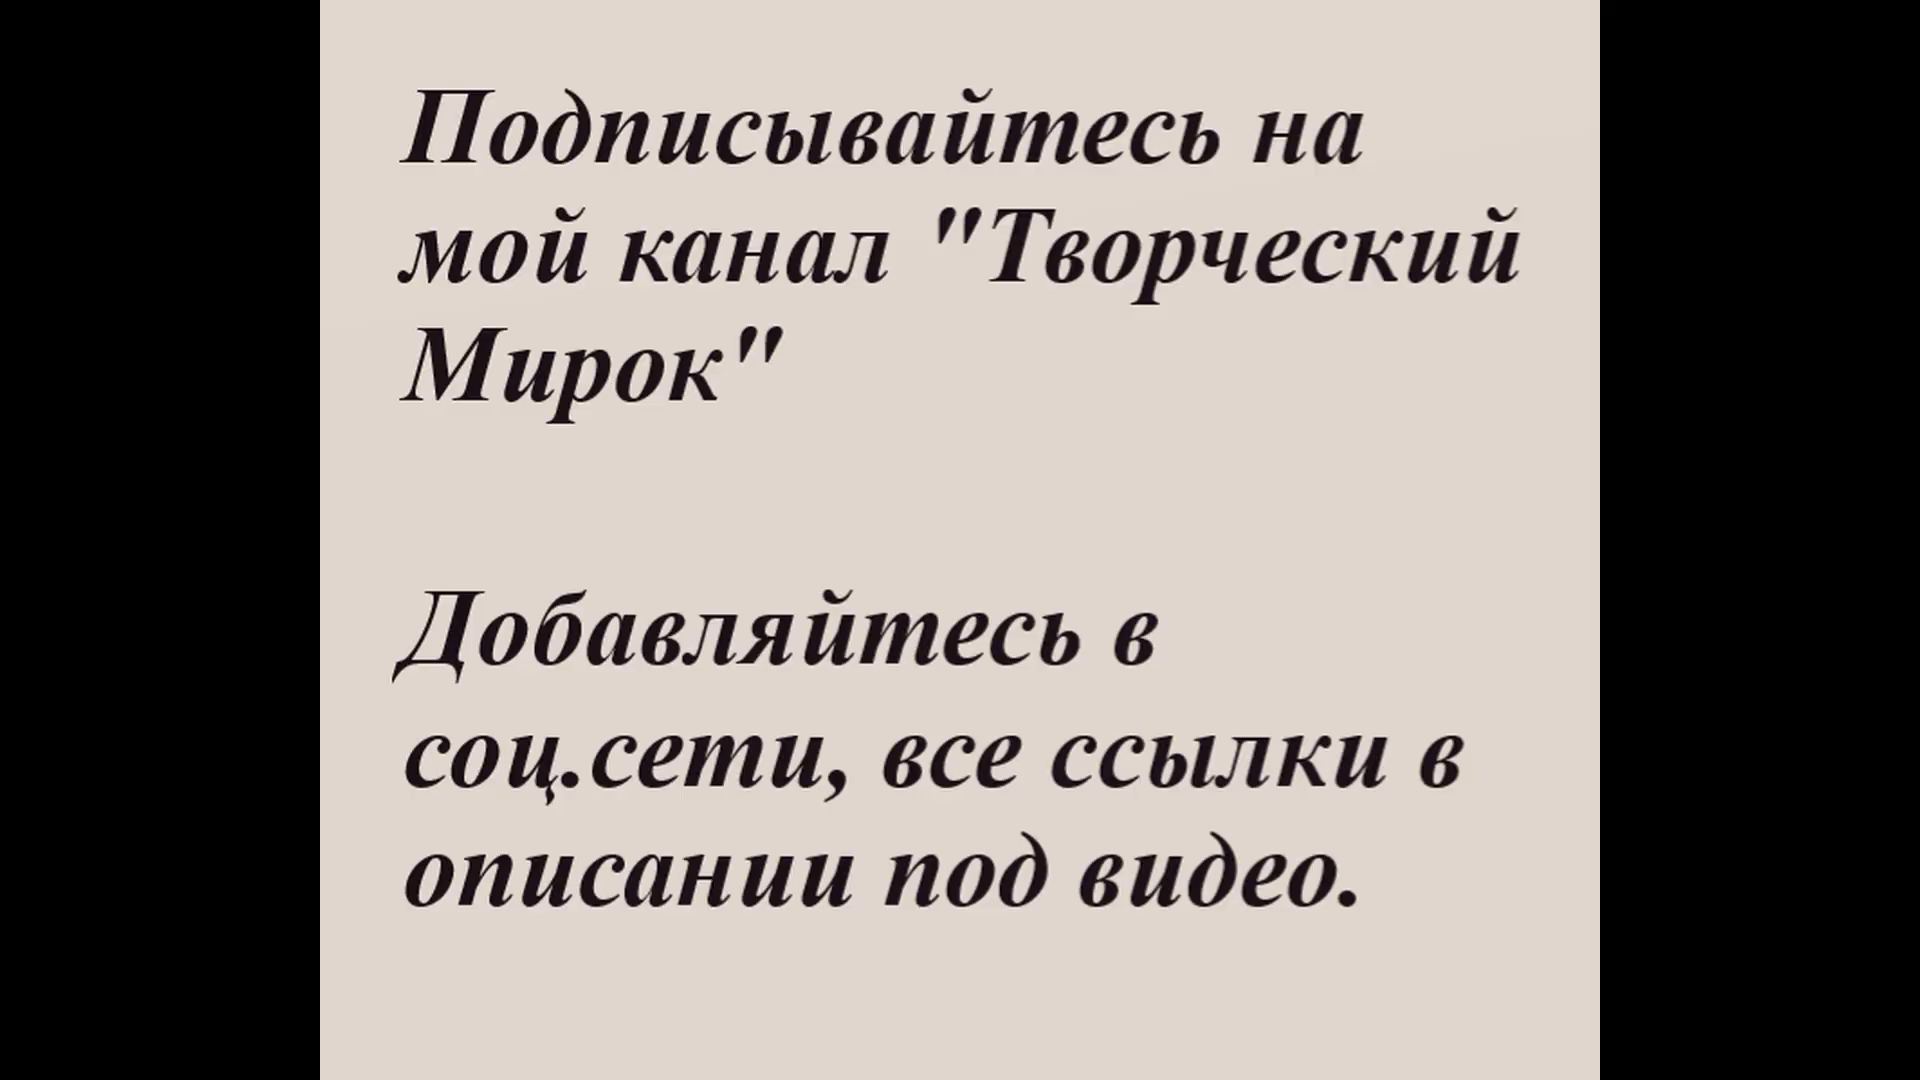 Подписывайтесь на
мой канал "Творческий
Мирок"
Добавляйтесь в
соц.сети, все ссылки в
описании под видео.